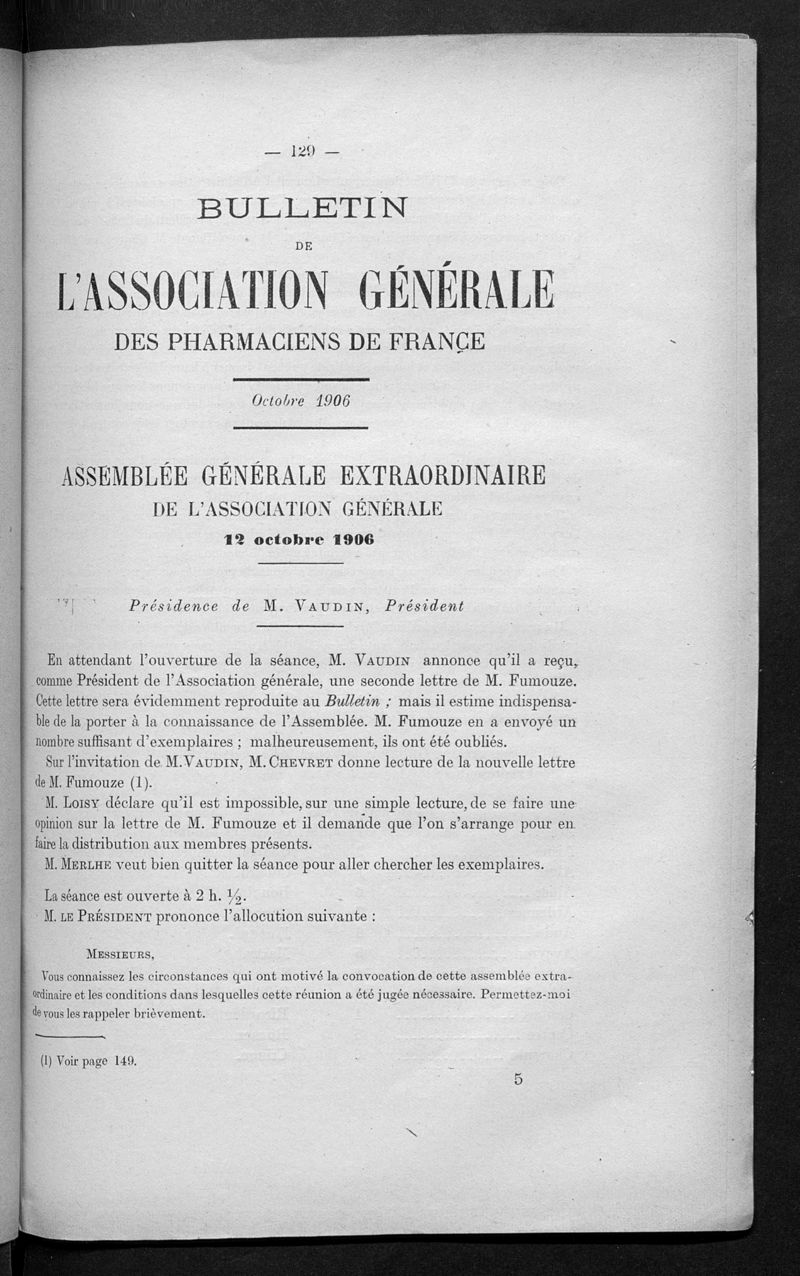 — 129 —
BULLETIN
DE
L'ASSOCIATION GÉNÉRALE
DES PHARMACIENS DE FRANCE
Octobre 1906
ASSEMBLÉE GÉNÉRALE EXTRAORDINAIRE
DE L'ASSOCIATION GÉNÉRALE
12 octobre 1906
Présidence de M. VAUDIN, Président
En attendant l'ouverture de la séance, M. VAUDIN annonce qu'il a reçu,
comme Président de l'Association générale, une seconde lettre de M. Fumouze.
Cette lettre sera évidemment reproduite au Bulletin ; mais il estime indispensa-
ble de la porter à la connaissance de l'Assemblée. M. Fumouze en a envoyé un
nombre suffisant d'exemplaires ; malheureusement, ils ont été oubliés.
Sur l'invitation de M. VAUDIN, M. CHEVRET donne lecture de la nouvelle lettre
de M. Fumouze (1).
M. LOISY déclare qu'il est impossible, sur une simple lecture, de se faire une
opinion sur la lettre de M. Fumouze et il demande que l'on s'arrange pour en
faire la distribution aux membres présents.
M. MERLHE veut bien quitter la séance pour aller chercher les exemplaires.
La séance est ouverte à 2 h. ½.
M. LE PRÉSIDENT prononce l'allocution suivante :
MESSIEURS,
Vous connaissez les circonstances qui ont motivé la convocation de cette assemblée extra-
ordinaire et les conditions dans lesquelles cette réunion a été jugée nécessaire. Permettez-moi
de vous les rappeler brièvement.
(1) Voir page 149.
5